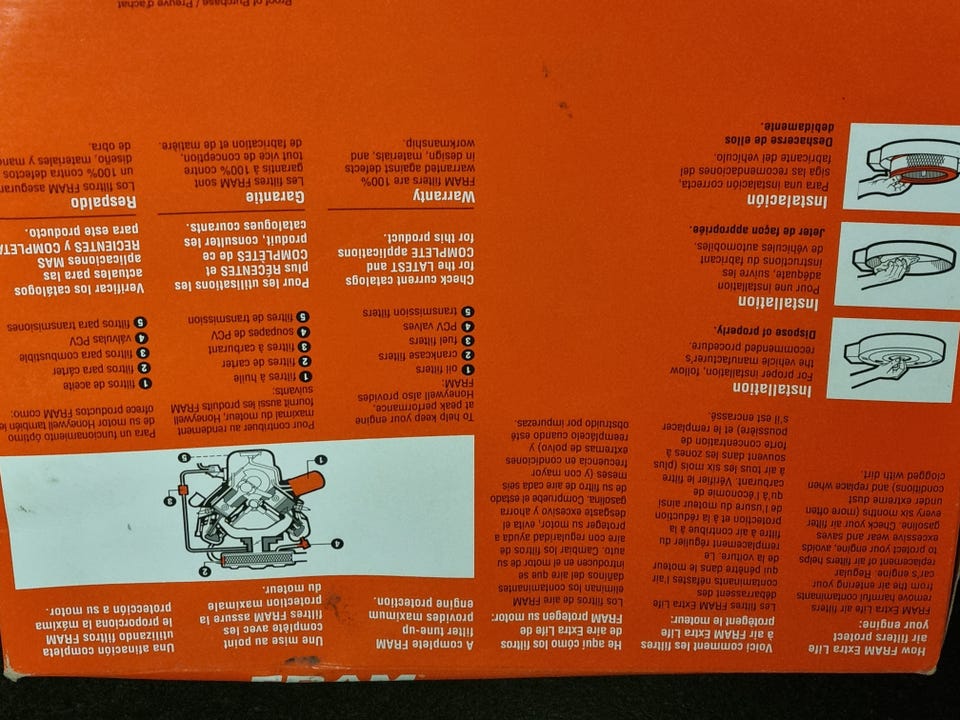 FRAM
How FRAM Extra Life
air filters protect
your engine:
FRAM Extra Life air filters
remove harmful contaminants
from the air entering your
car's engine. Regular
replacement of air filters helps
to protect your engine, avoids
excessive wear and saves
gasoline. Check your air filter
every six months (more often
under extreme dust
conditions) and replace when
clogged with dirt.
Voici comment les filtres
à air FRAM Extra Life
protègent le moteur:
Les filtres FRAM Extra Life
débarrassent des
contaminants néfastes l'air
qui pénètre dans le moteur
de la voiture. Le
remplacement régulier du
filtre à air contribue à la
protection et à la réduction
de l'usure du moteur ainsi
qu'à l'économie de
carburant. Vérifier le filtre
à air tous les six mois (plus
souvent dans les zones à
forte concentration de
poussière) et le remplacer
s'il est encrassé.
He aquí cómo los filtros
de aire de Extra Life de
FRAM protegen su motor:
Los filtros de aire FRAM
eliminan los contaminantes
dañinos del aire que se
introducen en el motor de su
auto. Cambiar los filtros de
aire con regularidad ayuda a
proteger su motor, evita el
desgaste excesivo y ahorra
gasolina. Compruebe el estado
de su filtro de aire cada seis
meses (y con mayor
frecuencia en condiciones
extremas de polvo) y
reemplácelo cuando esté
obstruido por impurezas.
Installation
For proper installation, follow
the vehicle manufacturer's
recommended procedure.
Dispose of properly.
Installation
Pour une installation
adéquate, suivre les
instructions du fabricant
de véhicules automobiles.
Jeter de façon appropriée.
Instalación
Para una instalación correcta,
siga las recomendaciones del
fabricante del vehículo.
Deshacerse de ellos
debidamente.
A complete FRAM
filter tune-up
provides maximum
engine protection.
Une mise au point
complète avec les
filtres FRAM assure la
protection maximale
du moteur.
Una afinación completa
utilizando filtros FRAM
le proporciona la máxima
protección a su motor.
2
4
3
1
5
To help keep your engine
at peak performance,
Honeywell also provides
FRAM:
1 oil filters
2 crankcase filters
3 fuel filters
4 PCV valves
5 transmission filters
Check current catalogs
for the LATEST and
COMPLETE applications
for this product.
Warranty
FRAM filters are 100%
warranted against defects
in design, materials, and
workmanship.
Pour contribuer au rendement
maximal du moteur, Honeywell
fournit aussi les produits FRAM
suivants:
1 filtres à huile
2 filtres de carter
3 filtres à carburant
4 soupapes de PCV
5 filtres de transmission
Pour les utilisations les
plus RÉCENTES et
COMPLÈTES de ce
produit, consulter les
catalogues courants.
Garantie
Les filtres FRAM sont
garantis à 100% contre
tout vice de conception,
de fabrication et de matière.
Para un funcionamiento óptimo
de su motor Honeywell también le
ofrece productos FRAM como:
1 filtros de aceite
2 filtros para cárter
3 filtros para combustible
4 válvulas PCV
5 filtros para transmisiones
Verificar los catálogos
actuales para las
aplicaciones MÁS
RECIENTES y COMPLETA
para este producto.
Respaldo
Los filtros FRAM aseguran
un 100% contra defectos
diseño, materiales y mano
de obra.
Proof of Purchase / Preuve d'achat